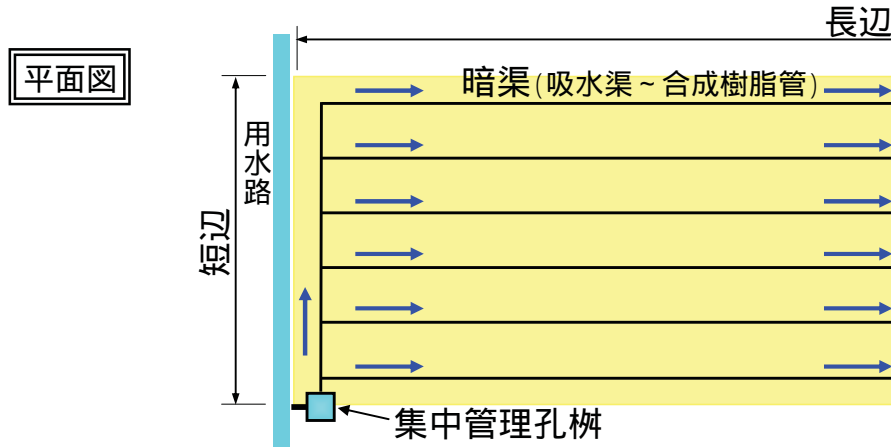 長辺
平面図
暗渠(吸水渠~合成樹脂管)
用水路
短辺
集中管理孔桝